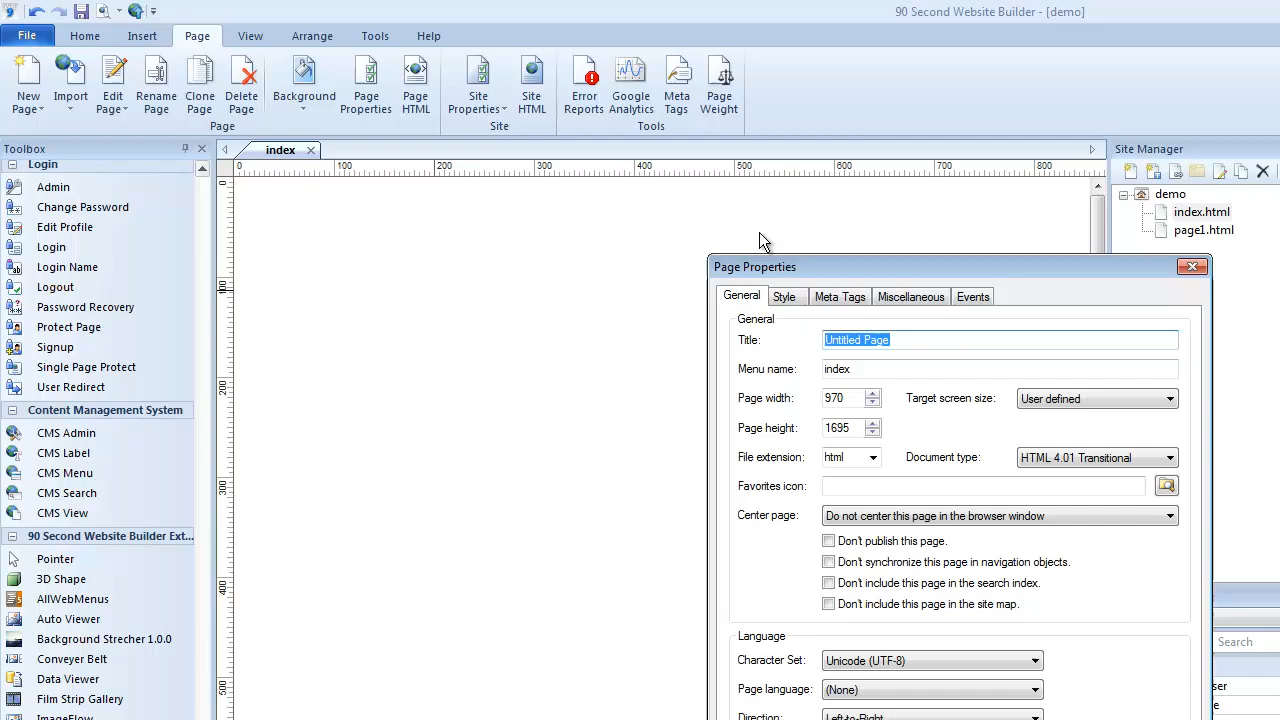 90 Second Website Builder - [demo]
File Home Insert Page View Arrange Tools Help
New Page Import Edit Page Rename Page Clone Page Delete Page Background Page Properties Page HTML Site Properties Site HTML Error Reports Google Analytics Meta Tags Page Weight
Page Site Tools
Toolbox
Login
Admin
Change Password
Edit Profile
Login
Login Name
Logout
Password Recovery
Protect Page
Signup
Single Page Protect
User Redirect
Content Management System
CMS Admin
CMS Label
CMS Menu
CMS Search
CMS View
90 Second Website Builder Ext...
Pointer
3D Shape
AllWebMenus
Auto Viewer
Background Strecher 1.0.0
Conveyer Belt
Data Viewer
Film Strip Gallery
ImageFlow
index
0 100 200 300 400 500 600 700 800
0
100
200
300
400
500
Site Manager
demo
index.html
page1.html
Page Properties
General Style Meta Tags Miscellaneous Events
General
Title: Untitled Page
Menu name: index
Page width: 970 Target screen size: User defined
Page height: 1695
File extension: html Document type: HTML 4.01 Transitional
Favorites icon:
Center page: Do not center this page in the browser window
Don't publish this page.
Don't synchronize this page in navigation objects.
Don't include this page in the search index.
Don't include this page in the site map.
Language
Character Set: Unicode (UTF-8)
Page language: (None)
Direction: Left-to-Right
Search